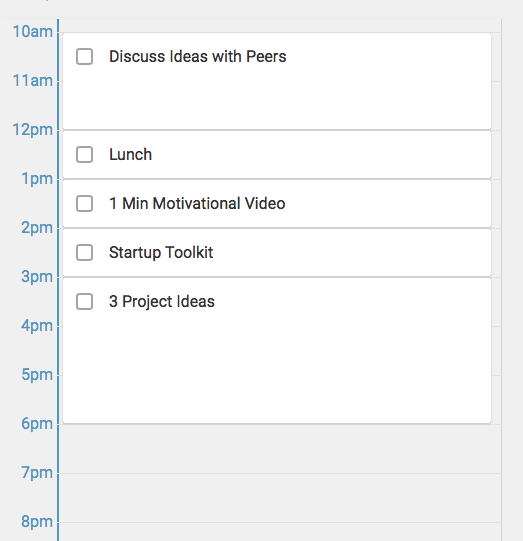 10am
Discuss Ideas with Peers
11am
12pm
Lunch
1pm
1 Min Motivational Video
2pm
Startup Toolkit
3pm
3 Project Ideas
4pm
5pm
6pm
7pm
8pm